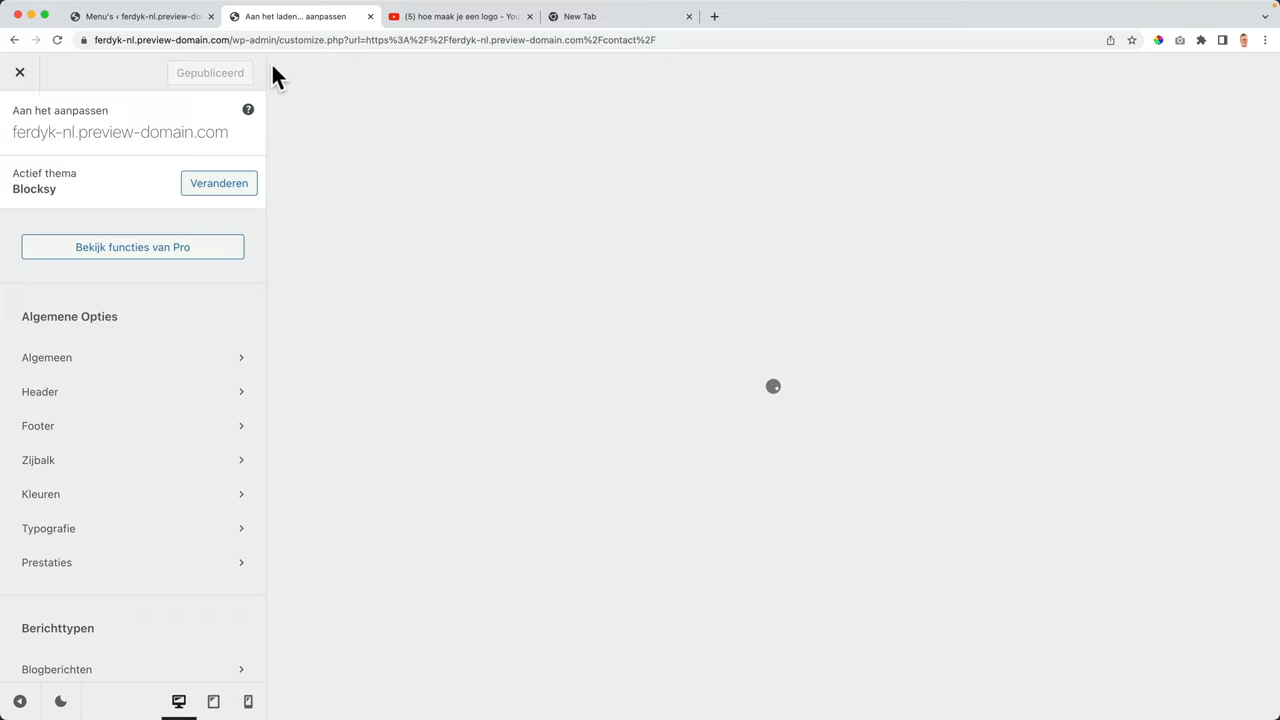 Menu's ‹ ferdyk-nl.preview-do
Aan het laden... aanpassen
(5) hoe maak je een logo - You
New Tab
ferdyk-nl.preview-domain.com/wp-admin/customize.php?url=https%3A%2F%2Fferdyk-nl.preview-domain.com%2Fcontact%2F
Gepubliceerd
Aan het aanpassen
ferdyk-nl.preview-domain.com
Actief thema
Blocksy
Veranderen
Bekijk functies van Pro
Algemene Opties
Algemeen
Header
Footer
Zijbalk
Kleuren
Typografie
Prestaties
Berichttypen
Blogberichten